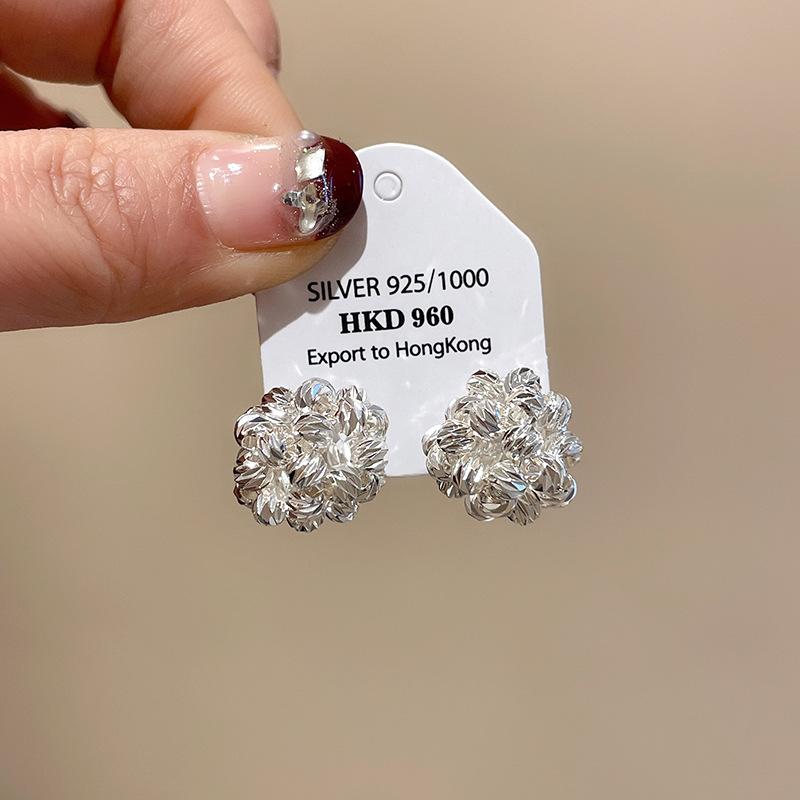 SILVER 925/1000
HKD 960
Export to HongKong